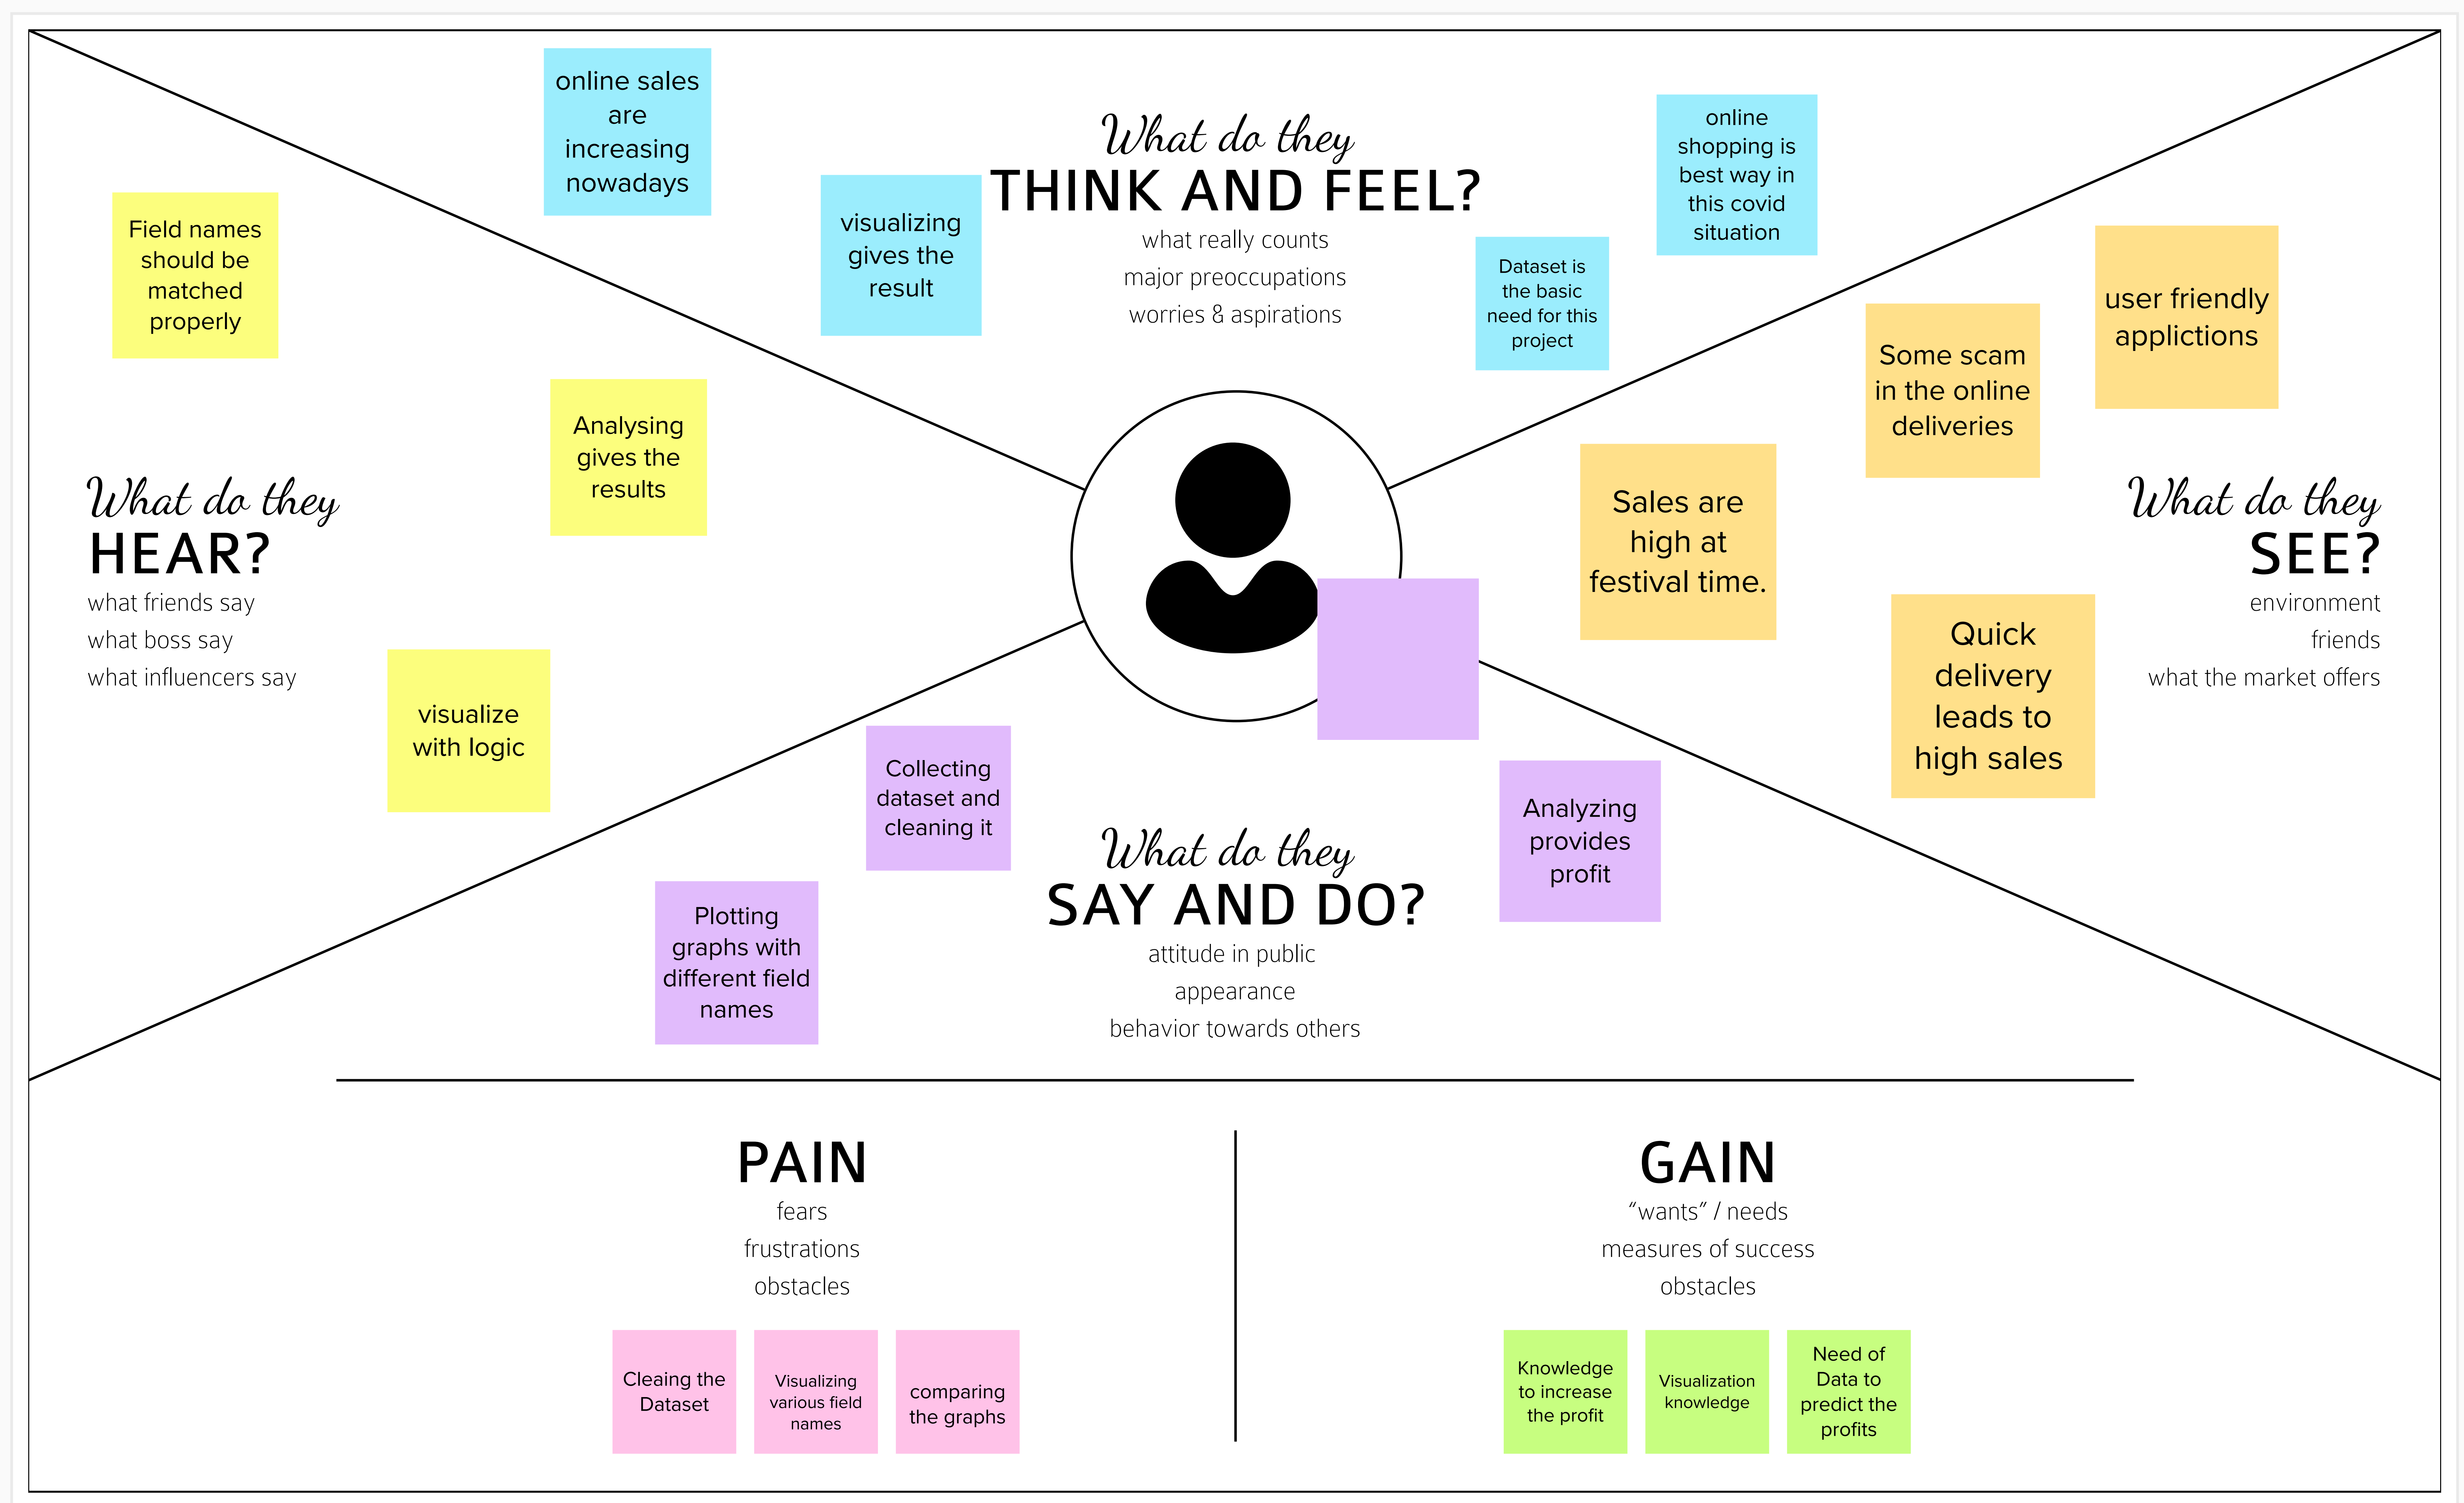 online sales
are
increasing
nowadays
visualizing
gives the
result
What do they
THINK AND FEEL?
what really counts
major preoccupations
worries & aspirations
Dataset is
the basic
need for this
project
online
shopping is
best way in
this covid
situation
Field names
should be
matched
properly
Analysing
gives the
results
What do they
HEAR?
what friends say
what boss say
what influencers say
visualize
with logic
user friendly
applictions
Some scam
in the online
deliveries
Sales are
high at
festival time.
What do they
SEE?
environment
friends
what the market offers
Quick
delivery
leads to
high sales
Collecting
dataset and
cleaning it
Plotting
graphs with
different field
names
What do they
SAY AND DO?
attitude in public
appearance
behavior towards others
Analyzing
provides
profit
PAIN
fears
frustrations
obstacles
Cleaing the
Dataset
Visualizing
various field
names
comparing
the graphs
GAIN
“wants” / needs
measures of success
obstacles
Knowledge
to increase
the profit
Visualization
knowledge
Need of
Data to
predict the
profits